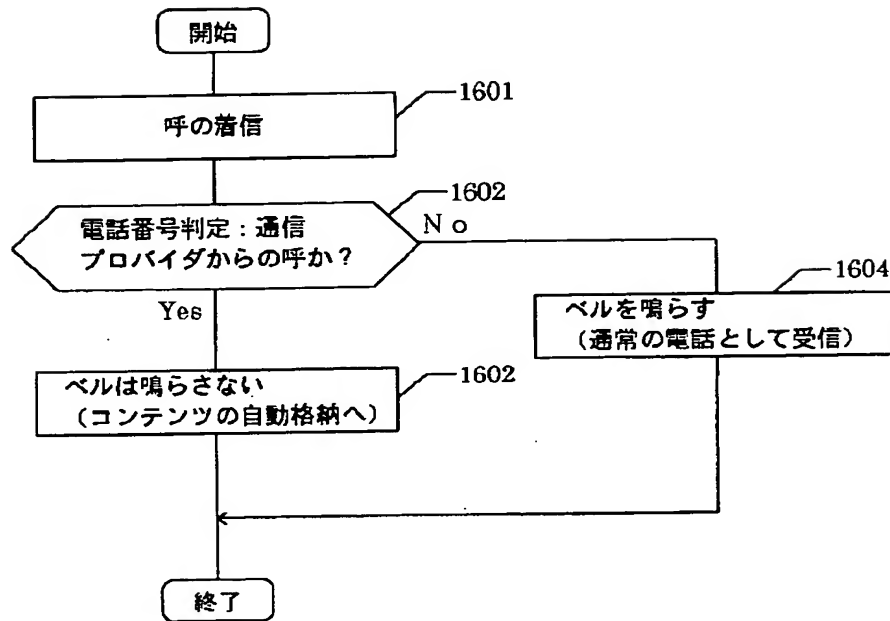 開始
1601
呼の着信
1602
電話番号判定：通信
プロバイダからの呼か？
No
Yes
1604
ベルを鳴らす
（通常の電話として受信）
1602
ベルは鳴らさない
（コンテンツの自動格納へ）
終了